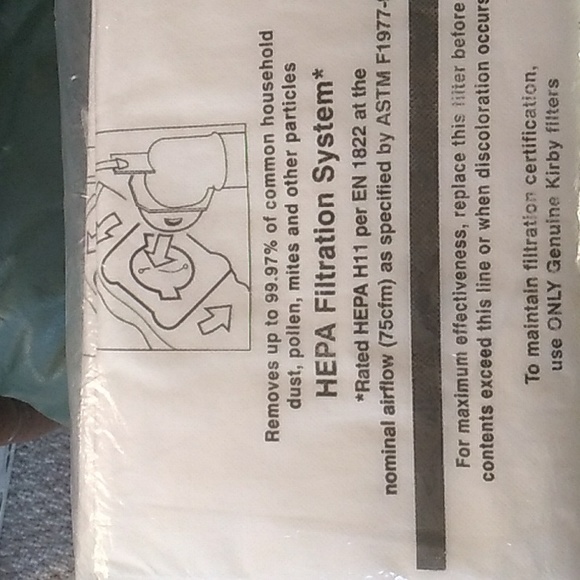 Removes up to 99.97% of common household
dust, pollen, mites and other particles
HEPA Filtration System*
*Rated HEPA H11 per EN 1822 at the
nominal airflow (75cfm) as specified by ASTM F1977-
For maximum effectiveness, replace this filter before
contents exceed this line or when discoloration occurs
To maintain filtration certification,
use ONLY Genuine Kirby filters